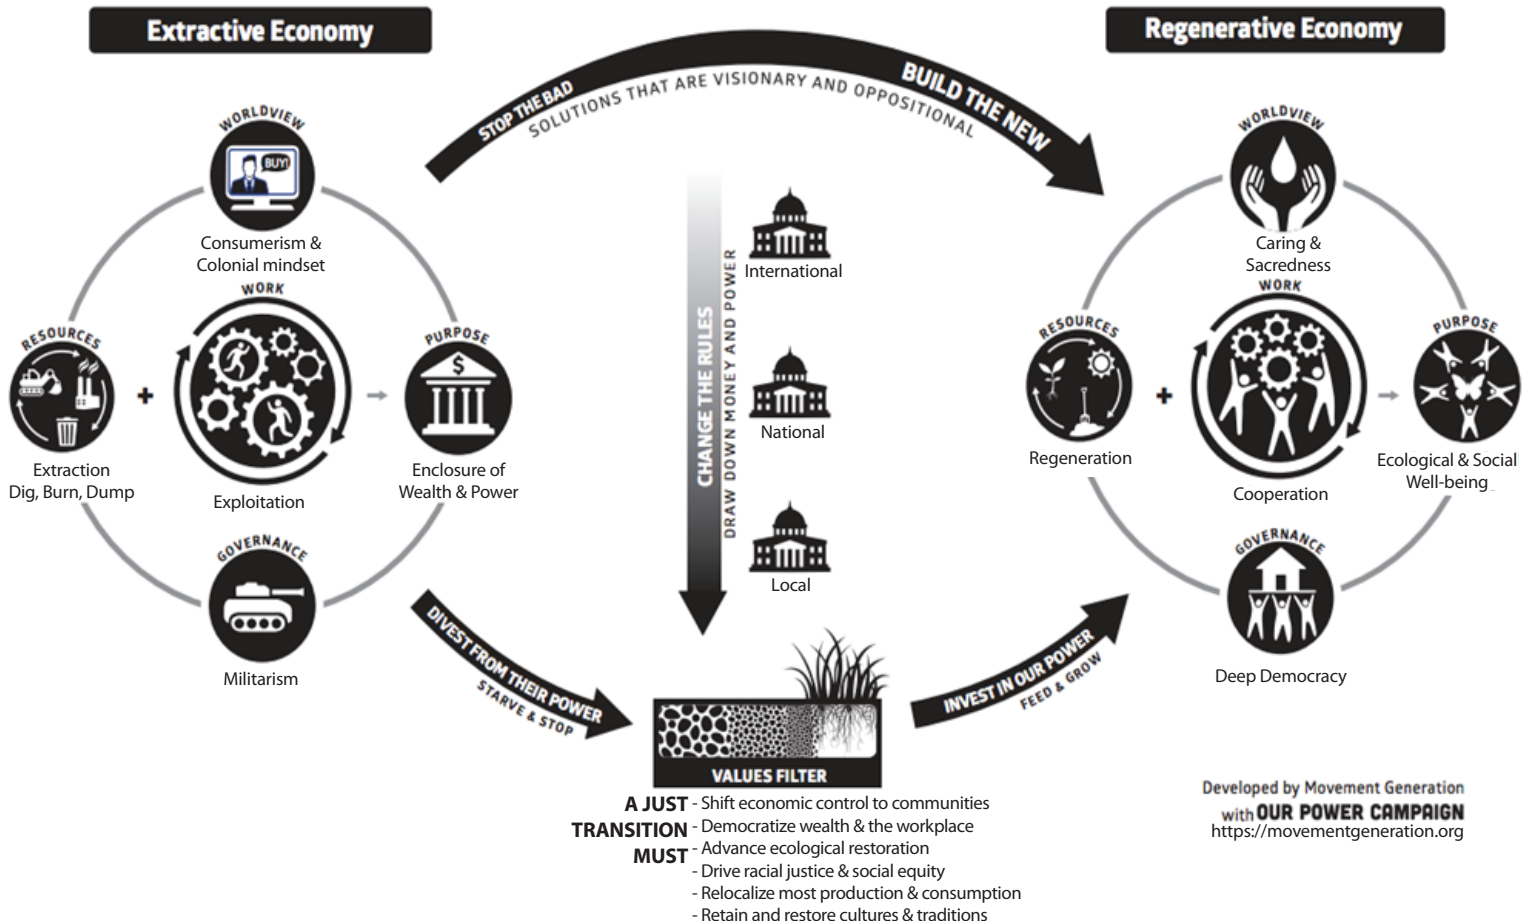 Extractive Economy
Regenerative Economy
STOP THE BAD
BUILD THE NEW
SOLUTIONS THAT ARE VISIONARY AND OPPOSITIONAL
WORLDVIEW
BUY!
Consumerism &
Colonial mindset
RESOURCES
Extraction
Dig, Burn, Dump
+
WORK
Exploitation
PURPOSE
$
Enclosure of
Wealth & Power
GOVERNANCE
Militarism
CHANGE THE RULES
DRAW DOWN MONEY AND POWER
International
National
Local
WORLDVIEW
Caring &
Sacredness
RESOURCES
Regeneration
+
WORK
Cooperation
PURPOSE
Ecological & Social
Well-being
GOVERNANCE
Deep Democracy
DIVEST FROM THEIR POWER
STARVE & STOP
INVEST IN OUR POWER
FEED & GROW
VALUES FILTER
A JUST
TRANSITION
MUST
- Shift economic control to communities
- Democratize wealth & the workplace
- Advance ecological restoration
- Drive racial justice & social equity
- Relocalize most production & consumption
- Retain and restore cultures & traditions
Developed by Movement Generation
with OUR POWER CAMPAIGN
https://movementgeneration.org